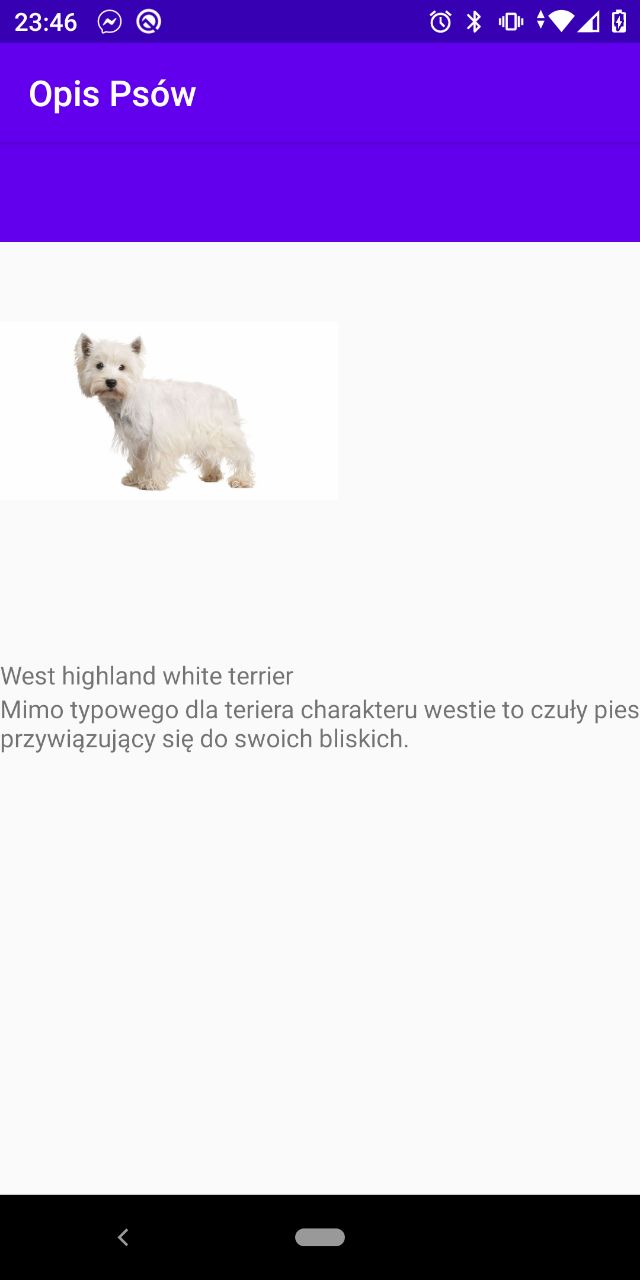 23:46
Opis Psów
West highland white terrier
Mimo typowego dla teriera charakteru westie to czuły pies
przywiązujący się do swoich bliskich.